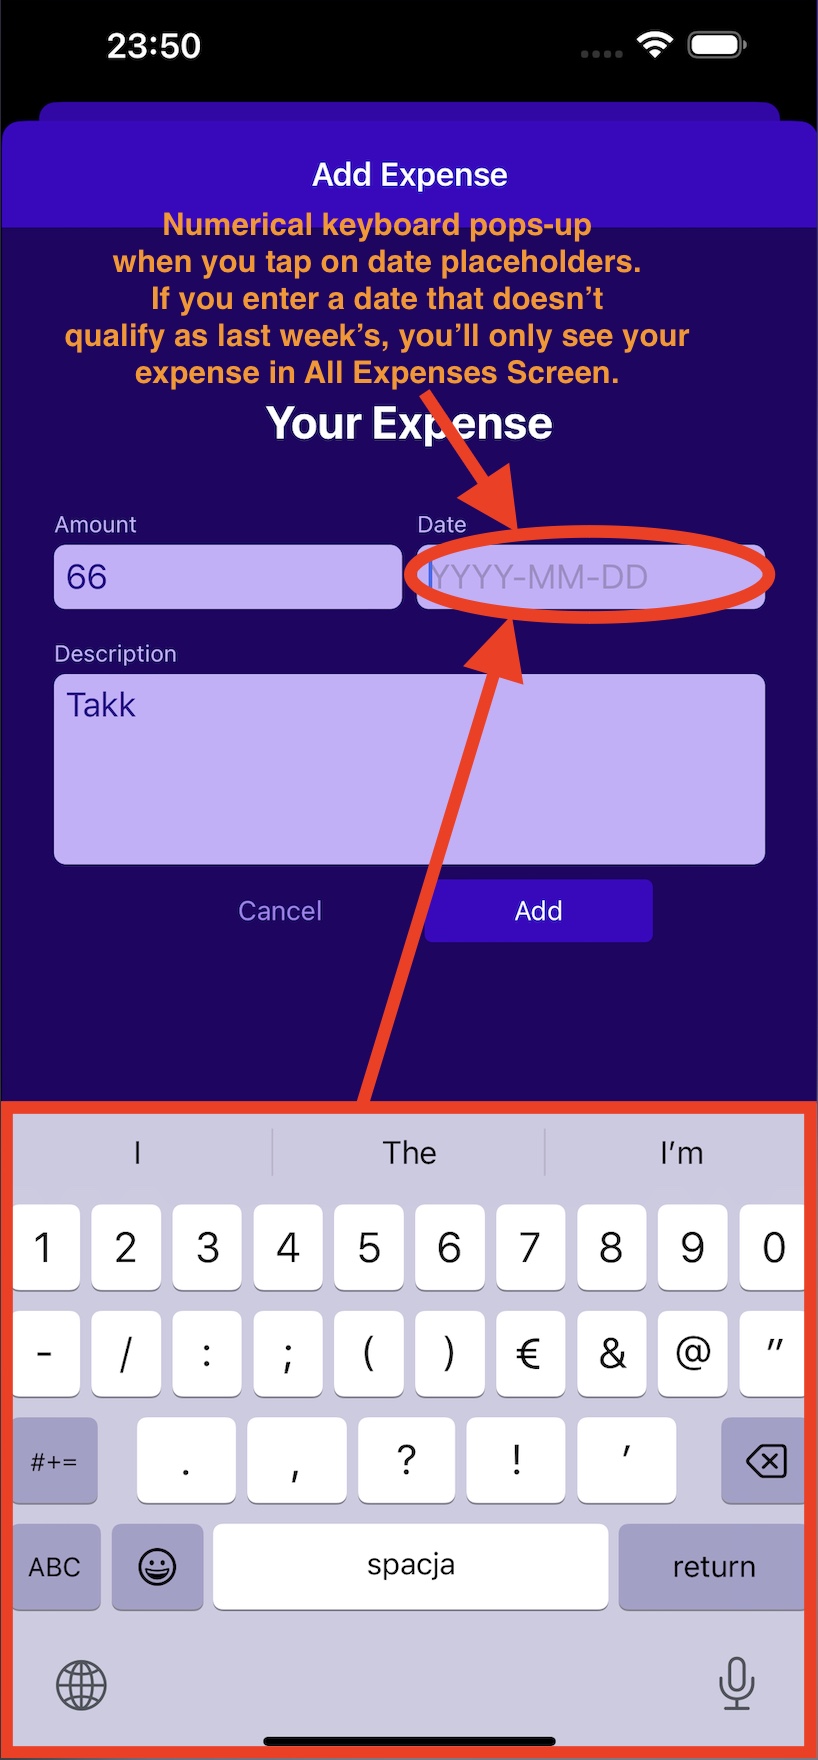 23:50
Add Expense
Numerical keyboard pops-up
when you tap on date placeholders.
If you enter a date that doesn’t
qualify as last week’s, you’ll only see your
expense in All Expenses Screen.
Your Expense
Amount Date
66 YYYY-MM-DD
Description
Takk
Cancel Add
I The I’m
1 2 3 4 5 6 7 8 9 0
- / : ; ( ) € & @ "
#+= . , ? ! ’
ABC spacja return